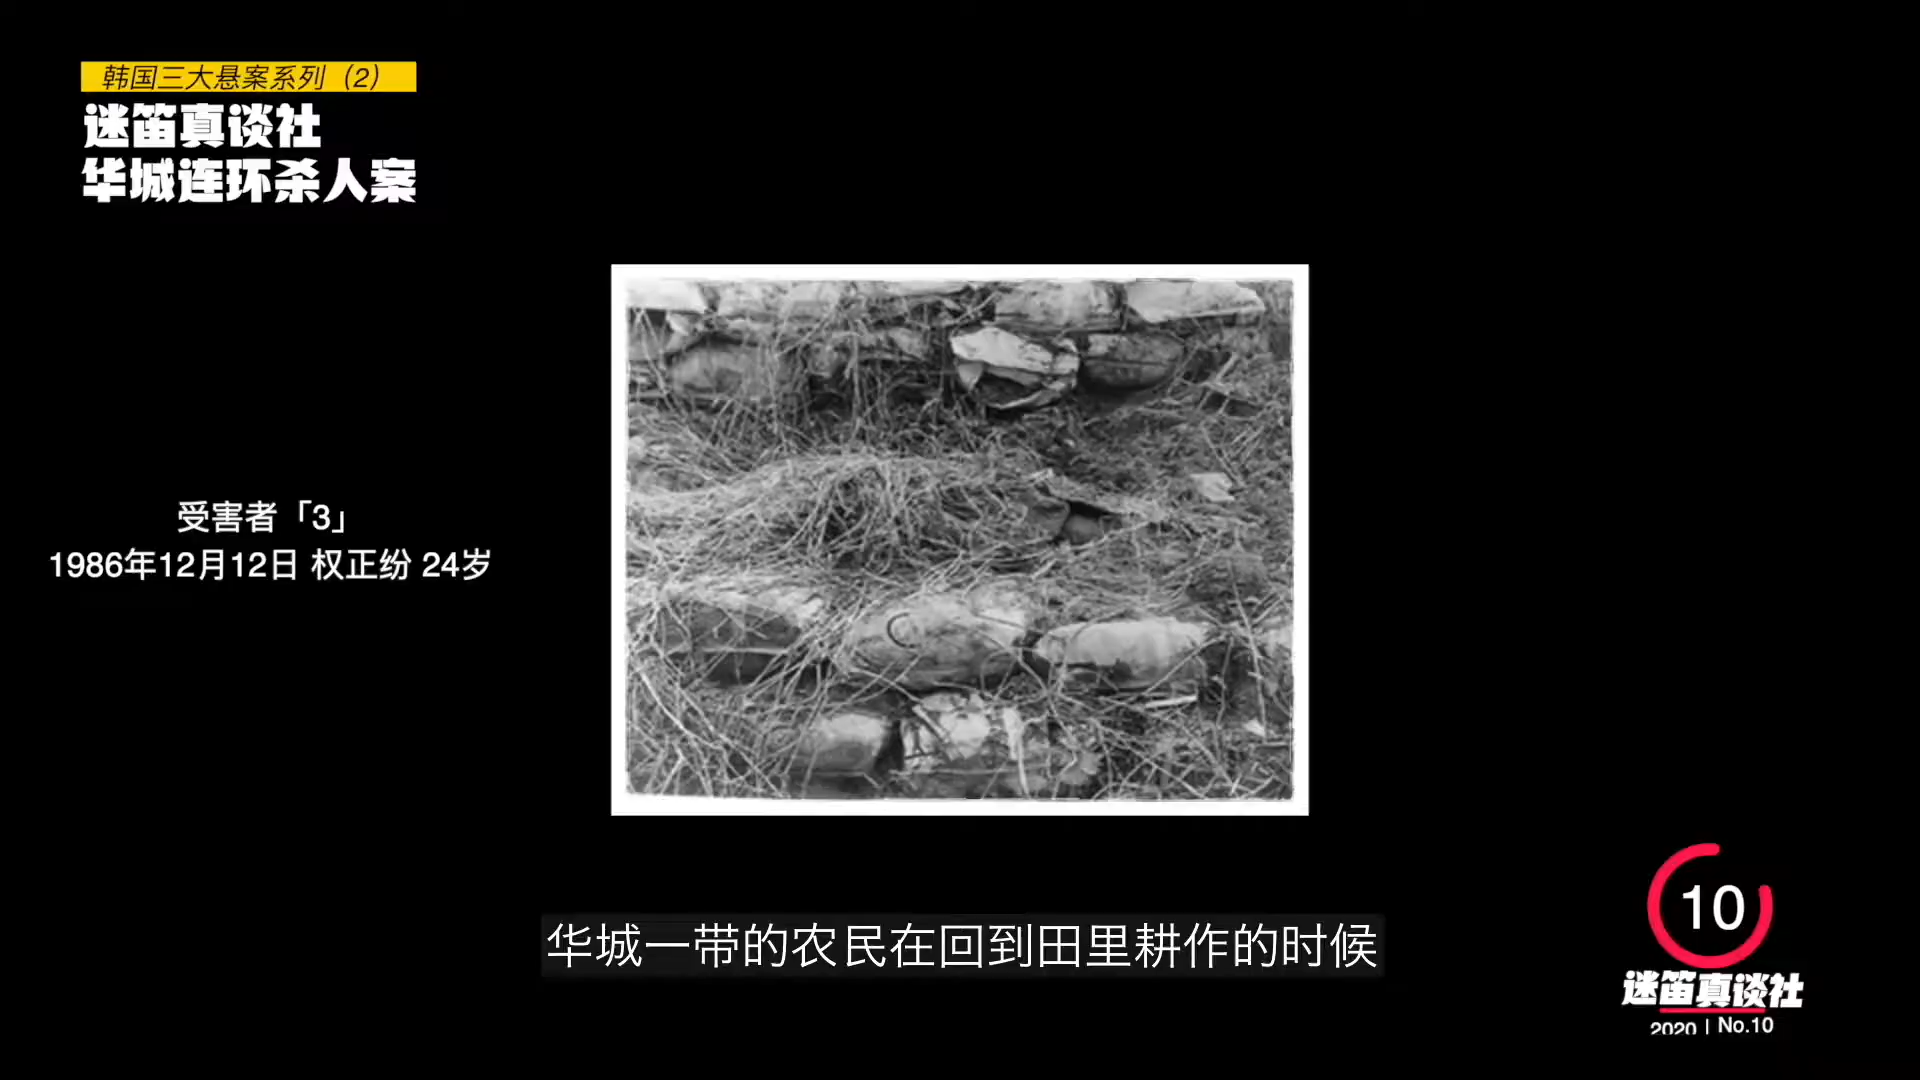 韩国三大悬案系列（2）
迷笛真谈社
华城连环杀人案
受害者「3」
1986年12月12日 权正纷 24岁
华城一带的农民在回到田里耕作的时候
10
迷笛真谈社
2020 | No.10